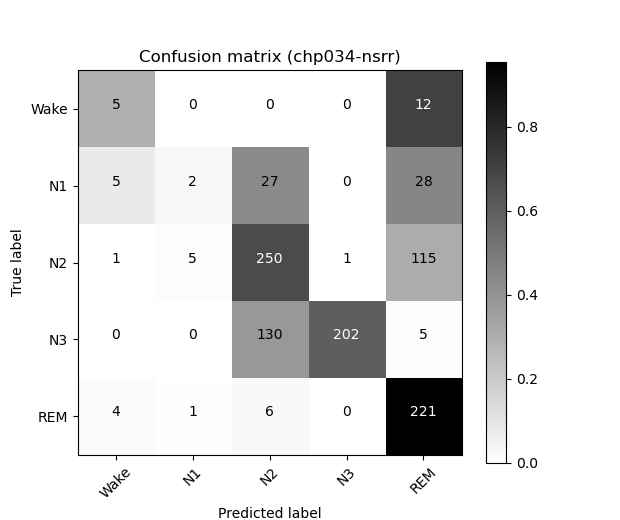 Confusion matrix (chp034-nsrr)
Wake 5 0 0 0 12
N1 5 2 27 0 28
N2 1 5 250 1 115
N3 0 0 130 202 5
REM 4 1 6 0 221
Wake N1 N2 N3 REM
True label
Predicted label
0.8
0.6
0.4
0.2
0.0